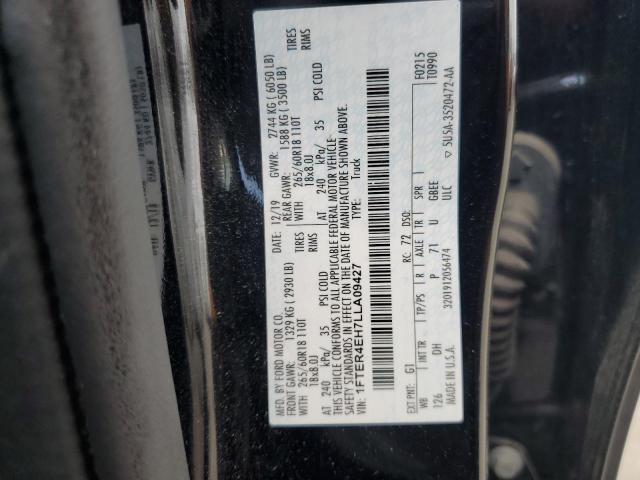 MFD. BY FORD MOTOR CO.
DATE: 12/19
GVWR: 2744 KG ( 6050 LB)
FRONT GAWR: 1329 KG ( 2930 LB)
REAR GAWR: 1588 KG ( 3500 LB)
WITH 265/60R18 110T TIRES
WITH 265/60R18 110T TIRES
18x8.0J RIMS
18x8.0J RIMS
AT 240 kPa/ 35 PSI COLD
AT 240 kPa/ 35 PSI COLD
THIS VEHICLE CONFORMS TO ALL APPLICABLE FEDERAL MOTOR VEHICLE
SAFETY STANDARDS IN EFFECT ON THE DATE OF MANUFACTURE SHOWN ABOVE.
VIN: 1FTER4EH7LLA09427
TYPE: Truck
EXT PNT: G1 RC: 72 DSO: F0215
T0990
WB INT TR TP/PS R AXLE TR SPR
126 DH P 71 U GBEE
MADE IN U.S.A. 3201912056474 ULC
5U5A-3520472-AA